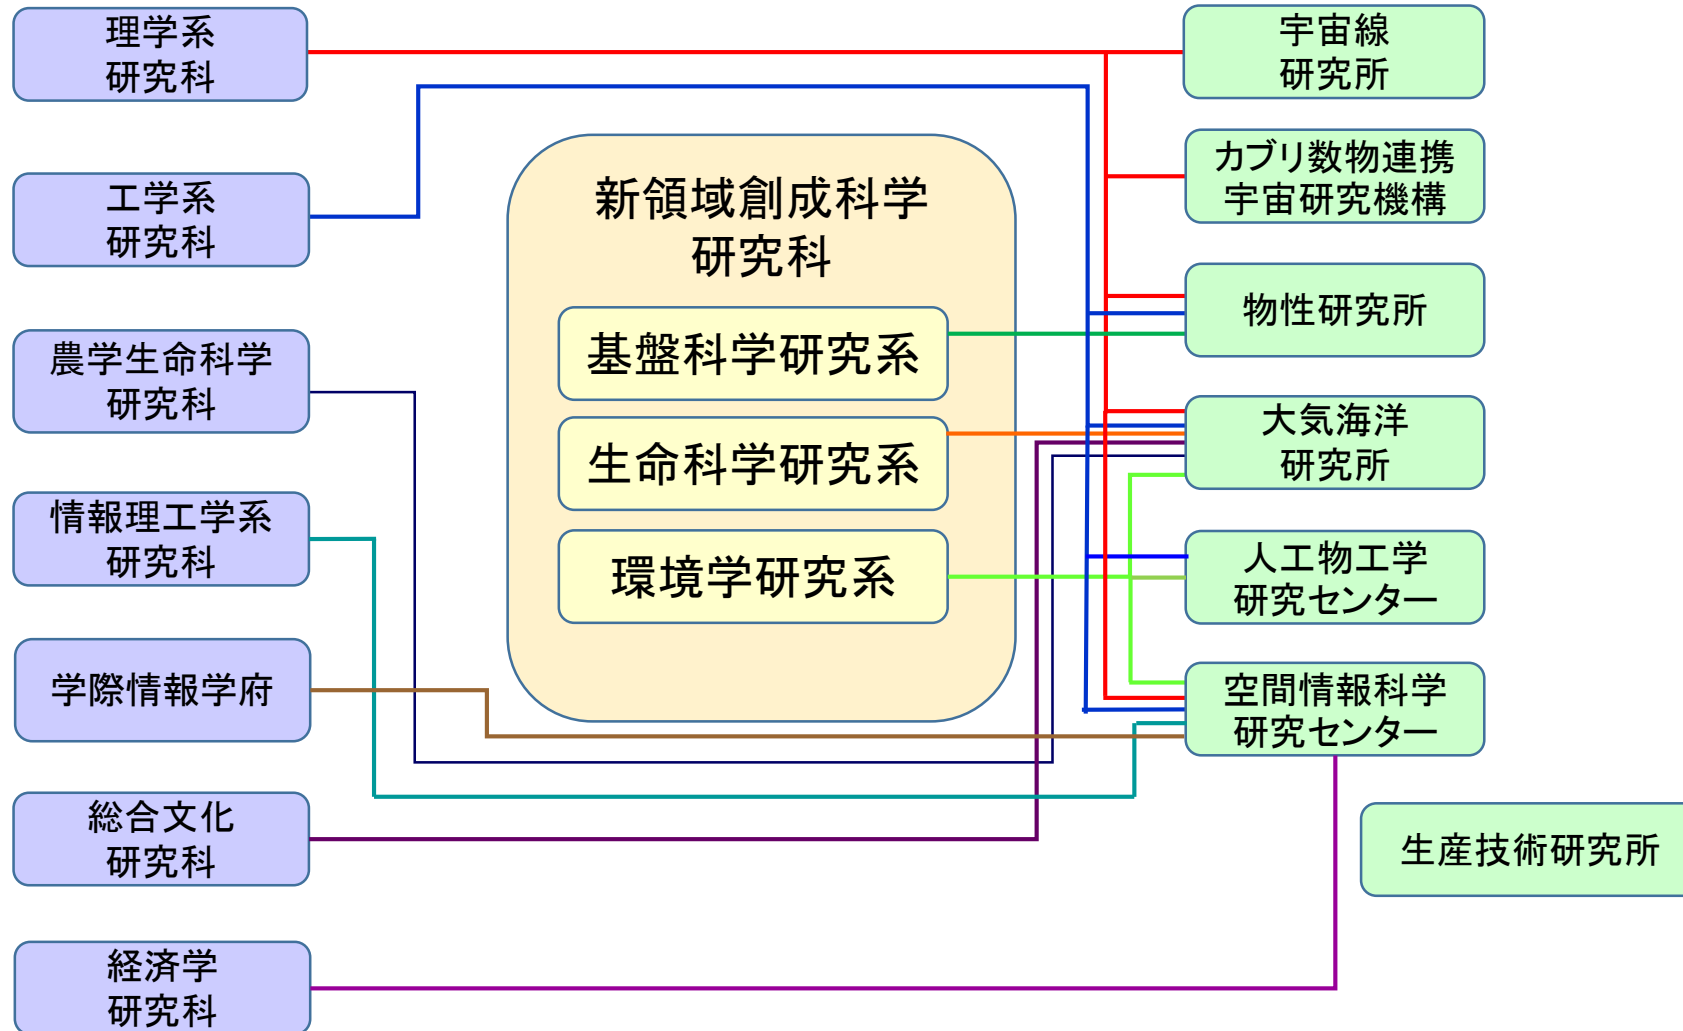 理学系
研究科
工学系
研究科
農学生命科学
研究科
情報理工学系
研究科
学際情報学府
総合文化
研究科
経済学
研究科
新領域創成科学
研究科
基盤科学研究系
生命科学研究系
環境学研究系
宇宙線
研究所
カブリ数物連携
宇宙研究機構
物性研究所
大気海洋
研究所
人工物工学
研究センター
空間情報科学
研究センター
生産技術研究所